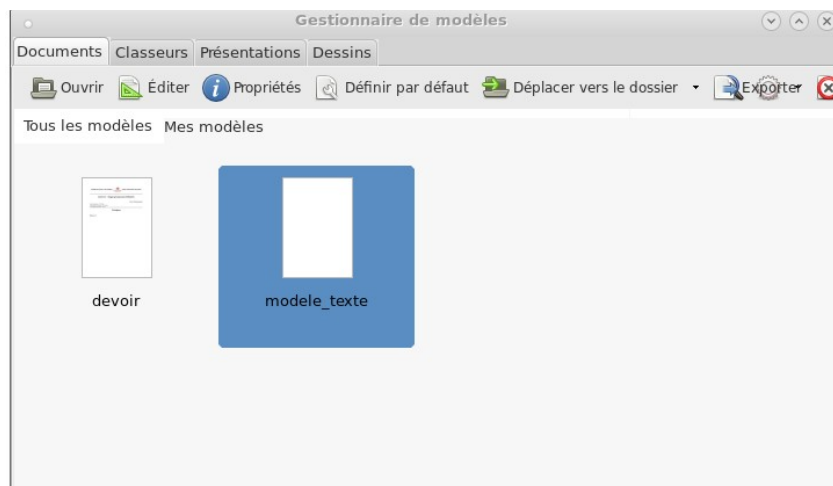 Gestionnaire de modèles
Documents Classeurs Présentations Dessins
Ouvrir Éditer Propriétés Définir par défaut Déplacer vers le dossier Exporter
Tous les modèles Mes modèles
devoir modele_texte